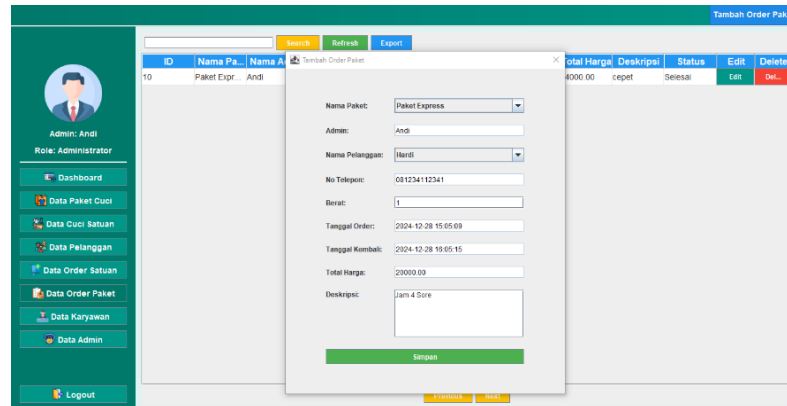 Tambah Order Pak
Search Refresh Export
ID Nama Pa... Nama A Total Harga Deskripsi Status Edit Delete
10 Paket Expr... Andi 4000.00 cepet Selesai Edit Del...
Admin: Andi
Role: Administrator
Dashboard
Data Paket Cuci
Data Cuci Satuan
Data Pelanggan
Data Order Satuan
Data Order Paket
Data Karyawan
Data Admin
Logout
Tambah Order Paket
Nama Paket: Paket Express
Admin: Andi
Nama Pelanggan: Hardi
No Telepon: 081234112341
Berat: 1
Tanggal Order: 2024-12-28 15:05:09
Tanggal Kembali: 2024-12-28 16:05:15
Total Harga: 20000.00
Deskripsi: Jam 4 Sore
Simpan
Previous Next